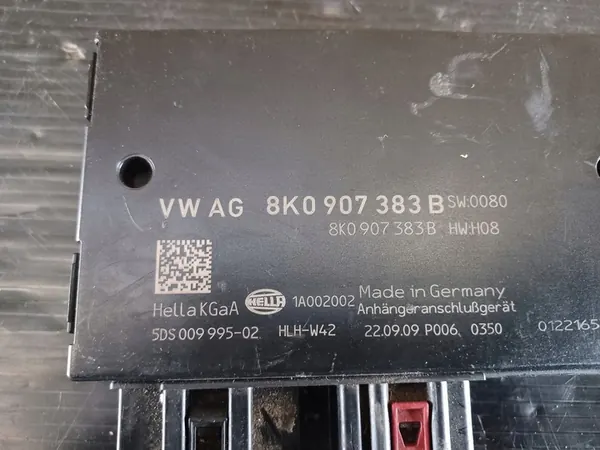 VW AG 8K0 907 383 B SW:0080
8K0 907 383 B HW:H08
Hella KGaA HELLA 1A002002 Made in Germany
Anhängeranschlußgerät
5DS 009 995-02 HLH-W42 22.09.09 P006 0350 0122165